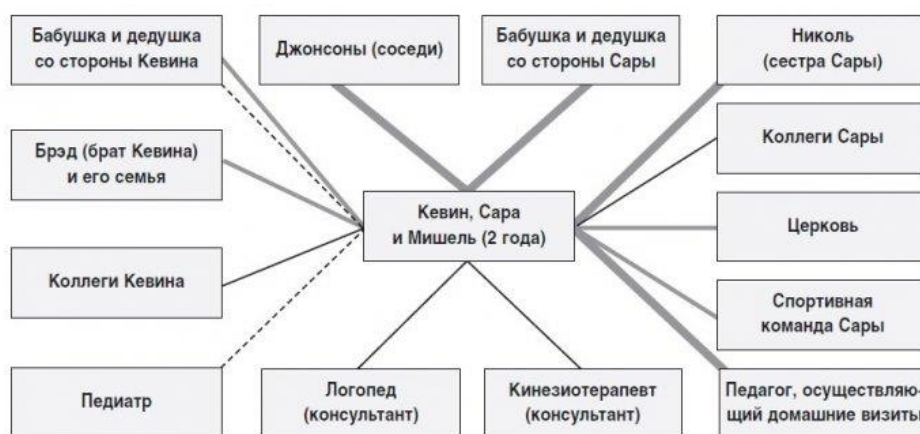 Бабушка и дедушка
со стороны Кевина
Джонсоны (соседи)
Бабушка и дедушка
со стороны Сары
Николь
(сестра Сары)
Брэд (брат Кевина)
и его семья
Коллеги Сары
Кевин, Сара
и Мишель (2 года)
Церковь
Коллеги Кевина
Спортивная
команда Сары
Педиатр
Логопед
(консультант)
Кинезиотерапевт
(консультант)
Педагог, осуществляю-
щий домашние визиты